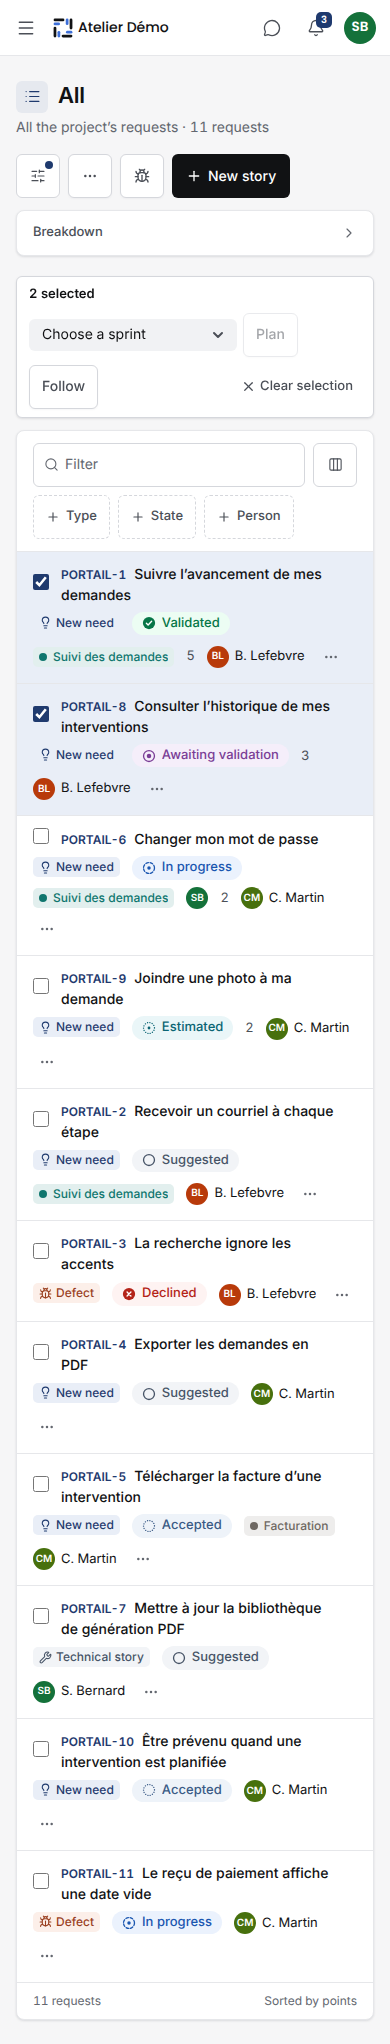 Atelier Démo
3
SB
All
All the project's requests · 11 requests
New story
Breakdown
2 selected
Choose a sprint
Plan
Follow
Clear selection
Filter
Type
State
Person
PORTAIL-1 Suivre l'avancement de mes
demandes
New need Validated
Suivi des demandes 5 BL B. Lefebvre
PORTAIL-8 Consulter l'historique de mes
interventions
New need Awaiting validation 3
BL B. Lefebvre
PORTAIL-6 Changer mon mot de passe
New need In progress
Suivi des demandes SB 2 CM C. Martin
PORTAIL-9 Joindre une photo à ma
demande
New need Estimated 2 CM C. Martin
PORTAIL-2 Recevoir un courriel à chaque
étape
New need Suggested
Suivi des demandes BL B. Lefebvre
PORTAIL-3 La recherche ignore les
accents
Defect Declined BL B. Lefebvre
PORTAIL-4 Exporter les demandes en
PDF
New need Suggested CM C. Martin
PORTAIL-5 Télécharger la facture d'une
intervention
New need Accepted Facturation
CM C. Martin
PORTAIL-7 Mettre à jour la bibliothèque
de génération PDF
Technical story Suggested
SB S. Bernard
PORTAIL-10 Être prévenu quand une
intervention est planifiée
New need Accepted CM C. Martin
PORTAIL-11 Le reçu de paiement affiche
une date vide
Defect In progress CM C. Martin
11 requests Sorted by points